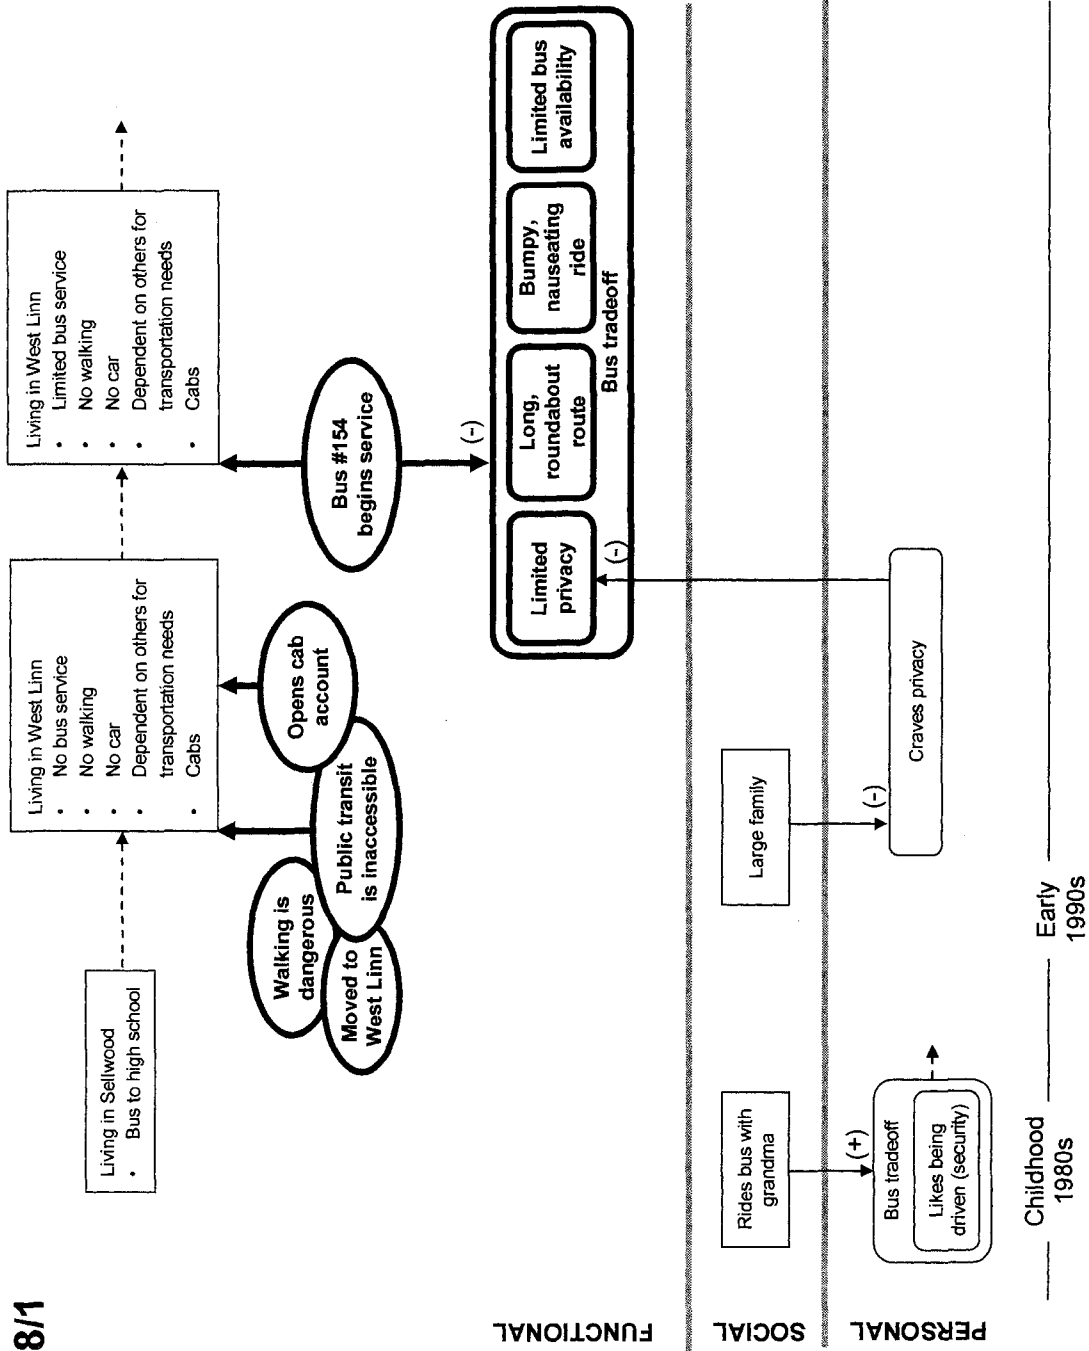 8/1
Living in Sellwood
• Bus to high school
Living in West Linn
• No bus service
• No walking
• No car
• Dependent on others for
transportation needs
• Cabs
Living in West Linn
• Limited bus service
• No walking
• No car
• Dependent on others for
transportation needs
• Cabs
Walking is
dangerous
Moved to
West Linn
Public transit
is inaccessible
Opens cab
account
Bus #154
begins service
(-)
FUNCTIONAL
Limited
privacy
Long,
roundabout
route
Bumpy,
nauseating
ride
Limited bus
availability
Bus tradeoff
(-)
SOCIAL
Rides bus with
grandma
Large family
PERSONAL
(+)
Bus tradeoff
Likes being
driven (security)
(-)
Craves privacy
Childhood
1980s
Early
1990s